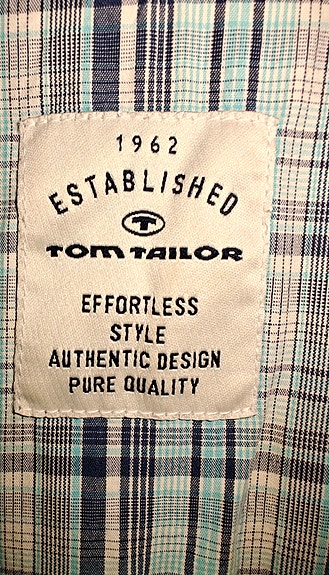 1962
ESTABLISHED
T
TOM TAILOR
EFFORTLESS
STYLE
AUTHENTIC DESIGN
PURE QUALITY